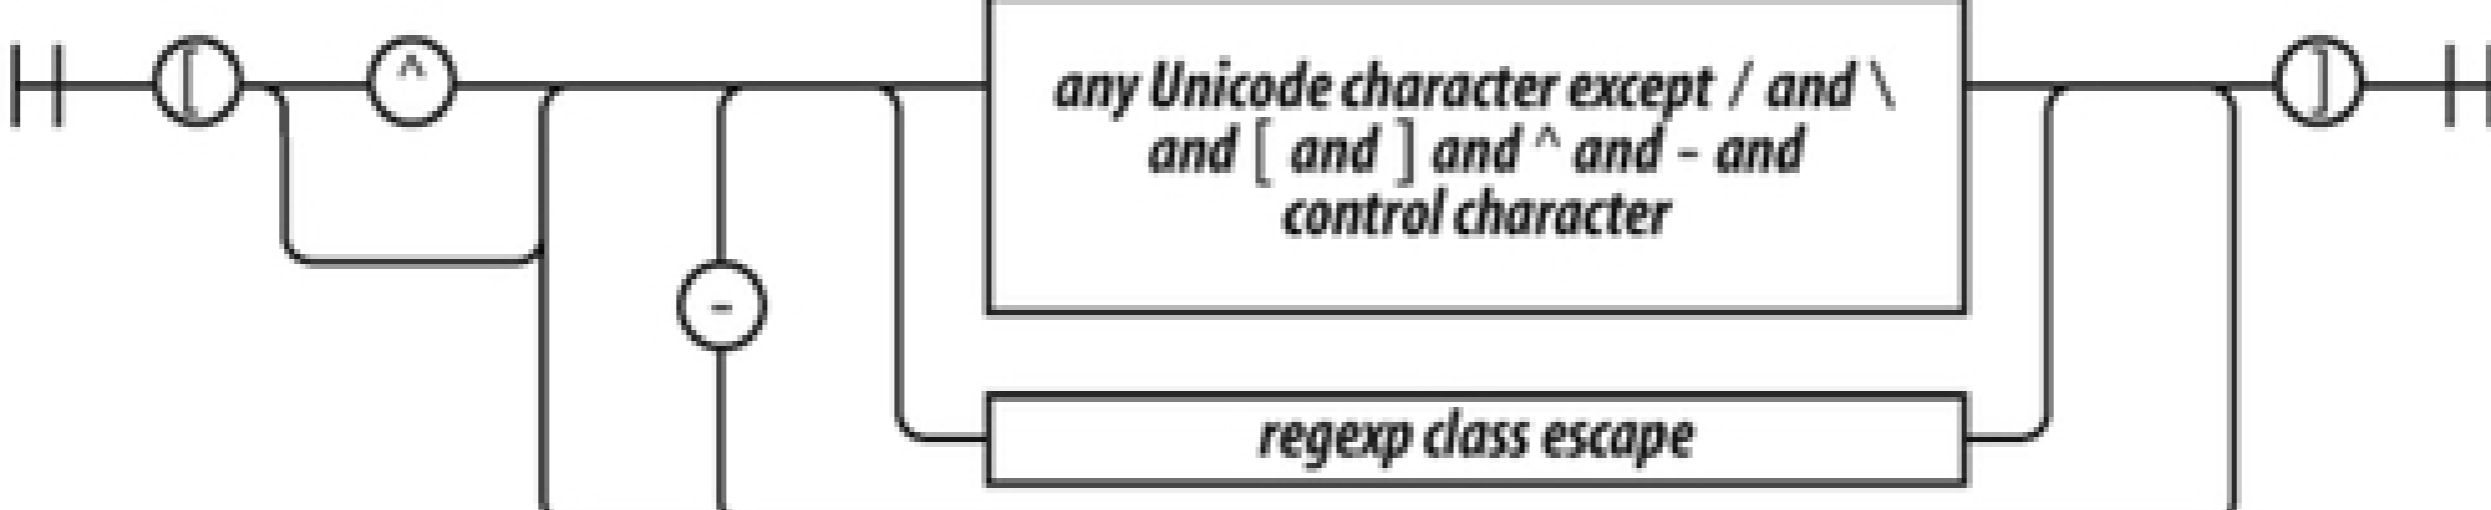 [ ^ ]
any Unicode character except / and \
and [ and ] and ^ and - and
control character
-
regexp class escape